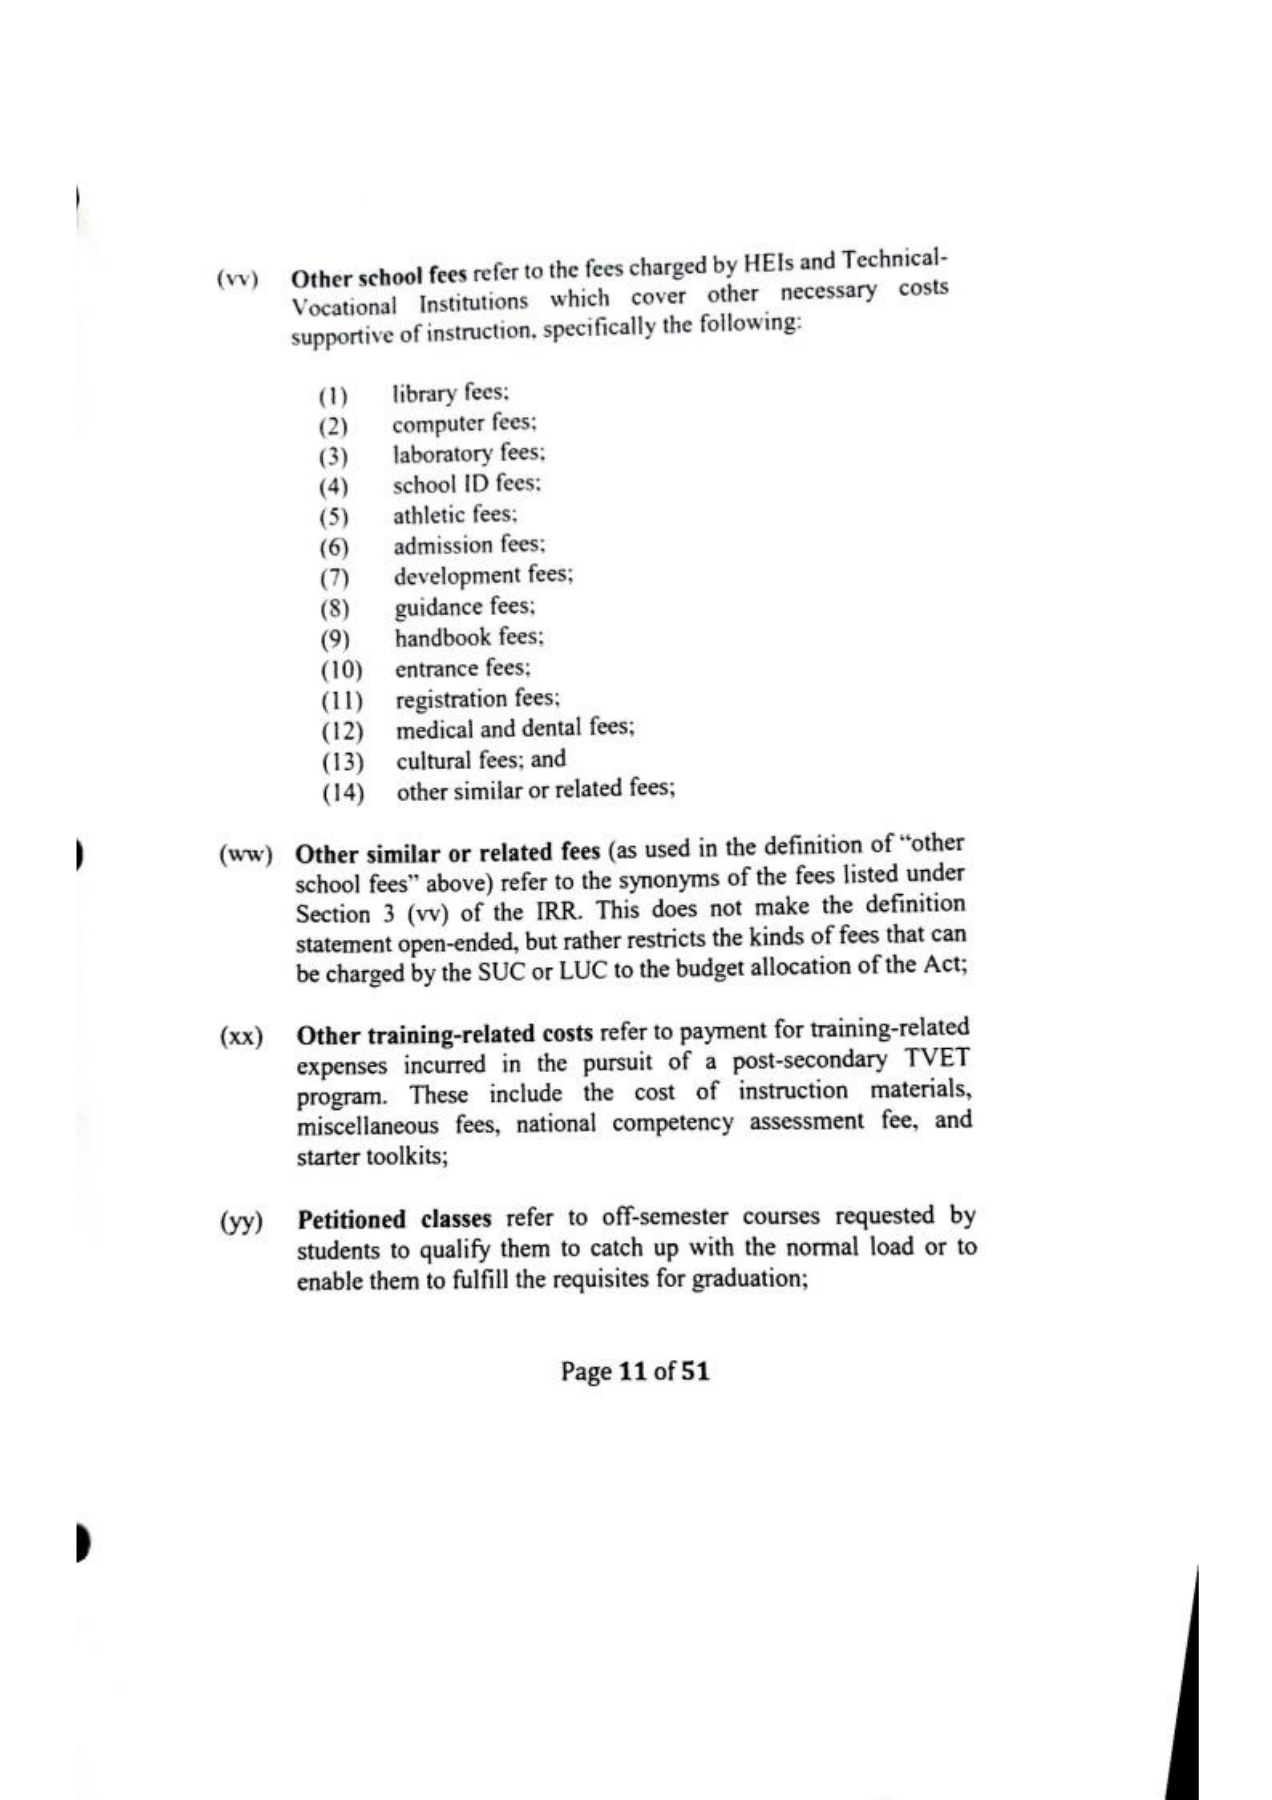 (vv) Other school fees refer to the fees charged by HEIs and Technical-
Vocational Institutions which cover other necessary costs
supportive of instruction, specifically the following:
(1) library fees;
(2) computer fees;
(3) laboratory fees;
(4) school ID fees;
(5) athletic fees;
(6) admission fees;
(7) development fees;
(8) guidance fees;
(9) handbook fees;
(10) entrance fees;
(11) registration fees;
(12) medical and dental fees;
(13) cultural fees; and
(14) other similar or related fees;
(ww) Other similar or related fees (as used in the definition of “other
school fees” above) refer to the synonyms of the fees listed under
Section 3 (vv) of the IRR. This does not make the definition
statement open-ended, but rather restricts the kinds of fees that can
be charged by the SUC or LUC to the budget allocation of the Act;
(xx) Other training-related costs refer to payment for training-related
expenses incurred in the pursuit of a post-secondary TVET
program. These include the cost of instruction materials,
miscellaneous fees, national competency assessment fee, and
starter toolkits;
(yy) Petitioned classes refer to off-semester courses requested by
students to qualify them to catch up with the normal load or to
enable them to fulfill the requisites for graduation;
Page 11 of 51